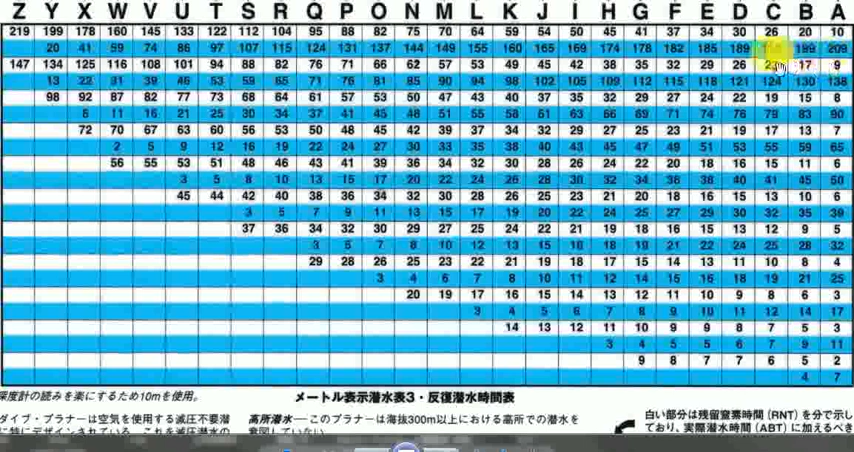 Z Y X W V U T S R Q P O N M L K J I H G F E D C B A
219 199 178 160 145 133 122 112 104 95 88 82 75 70 64 59 54 50 45 41 37 34 30 26 20 10
20 41 59 74 86 97 107 115 124 131 137 144 149 155 160 165 169 174 178 182 185 189 199 209
147 134 125 116 108 101 94 88 82 76 71 66 62 57 53 49 45 42 38 35 32 29 26 23 17 9
13 22 31 39 46 53 59 65 71 76 81 85 90 94 98 102 105 109 112 115 118 121 124 130 138
98 92 87 82 77 73 68 64 61 57 53 50 47 43 40 37 35 32 29 27 24 22 19 15 8
6 11 16 21 25 30 34 37 41 45 48 51 55 58 61 63 66 69 71 74 76 79 83 90
72 70 67 63 60 56 53 50 48 45 42 39 37 34 32 29 27 25 23 21 19 17 13 7
2 5 9 12 16 19 22 24 27 30 33 35 38 40 43 45 47 49 51 53 55 59 65
56 55 53 51 48 46 43 41 39 36 34 32 30 28 26 24 22 20 18 16 15 11 6
3 5 8 10 13 15 17 20 22 24 26 28 30 32 34 36 38 40 41 45 50
45 44 42 40 38 36 34 32 30 28 26 25 23 21 20 18 16 15 13 10 6
3 5 7 9 11 13 15 17 19 20 22 24 25 27 29 30 32 35 39
37 36 34 32 30 29 27 25 24 22 21 19 18 16 15 13 12 9 5
3 5 7 8 10 12 13 15 16 18 19 21 22 24 25 28 32
29 28 26 25 23 22 21 19 18 17 15 14 13 11 10 8 4
3 4 6 7 8 10 11 12 14 15 16 18 19 21 25
20 19 17 16 15 14 13 12 11 10 9 8 6 3
3 4 5 6 7 8 9 10 11 12 14 17
14 13 12 11 10 9 9 8 7 5 3
3 4 5 5 6 7 9 11
9 8 7 7 6 5 2
4 7
深度計の読みを楽にするため10mを使用。
メートル表示潜水表3・反復潜水時間表
ダイブ・プラナーは空気を使用する減圧不要潜
高所潜水──このプラナーは海抜300m以上における高所での潜水を
意図していない
白い部分は残留窒素時間 (RNT) を分で示し
ており、実際潜水時間 (ABT) に加えるべき